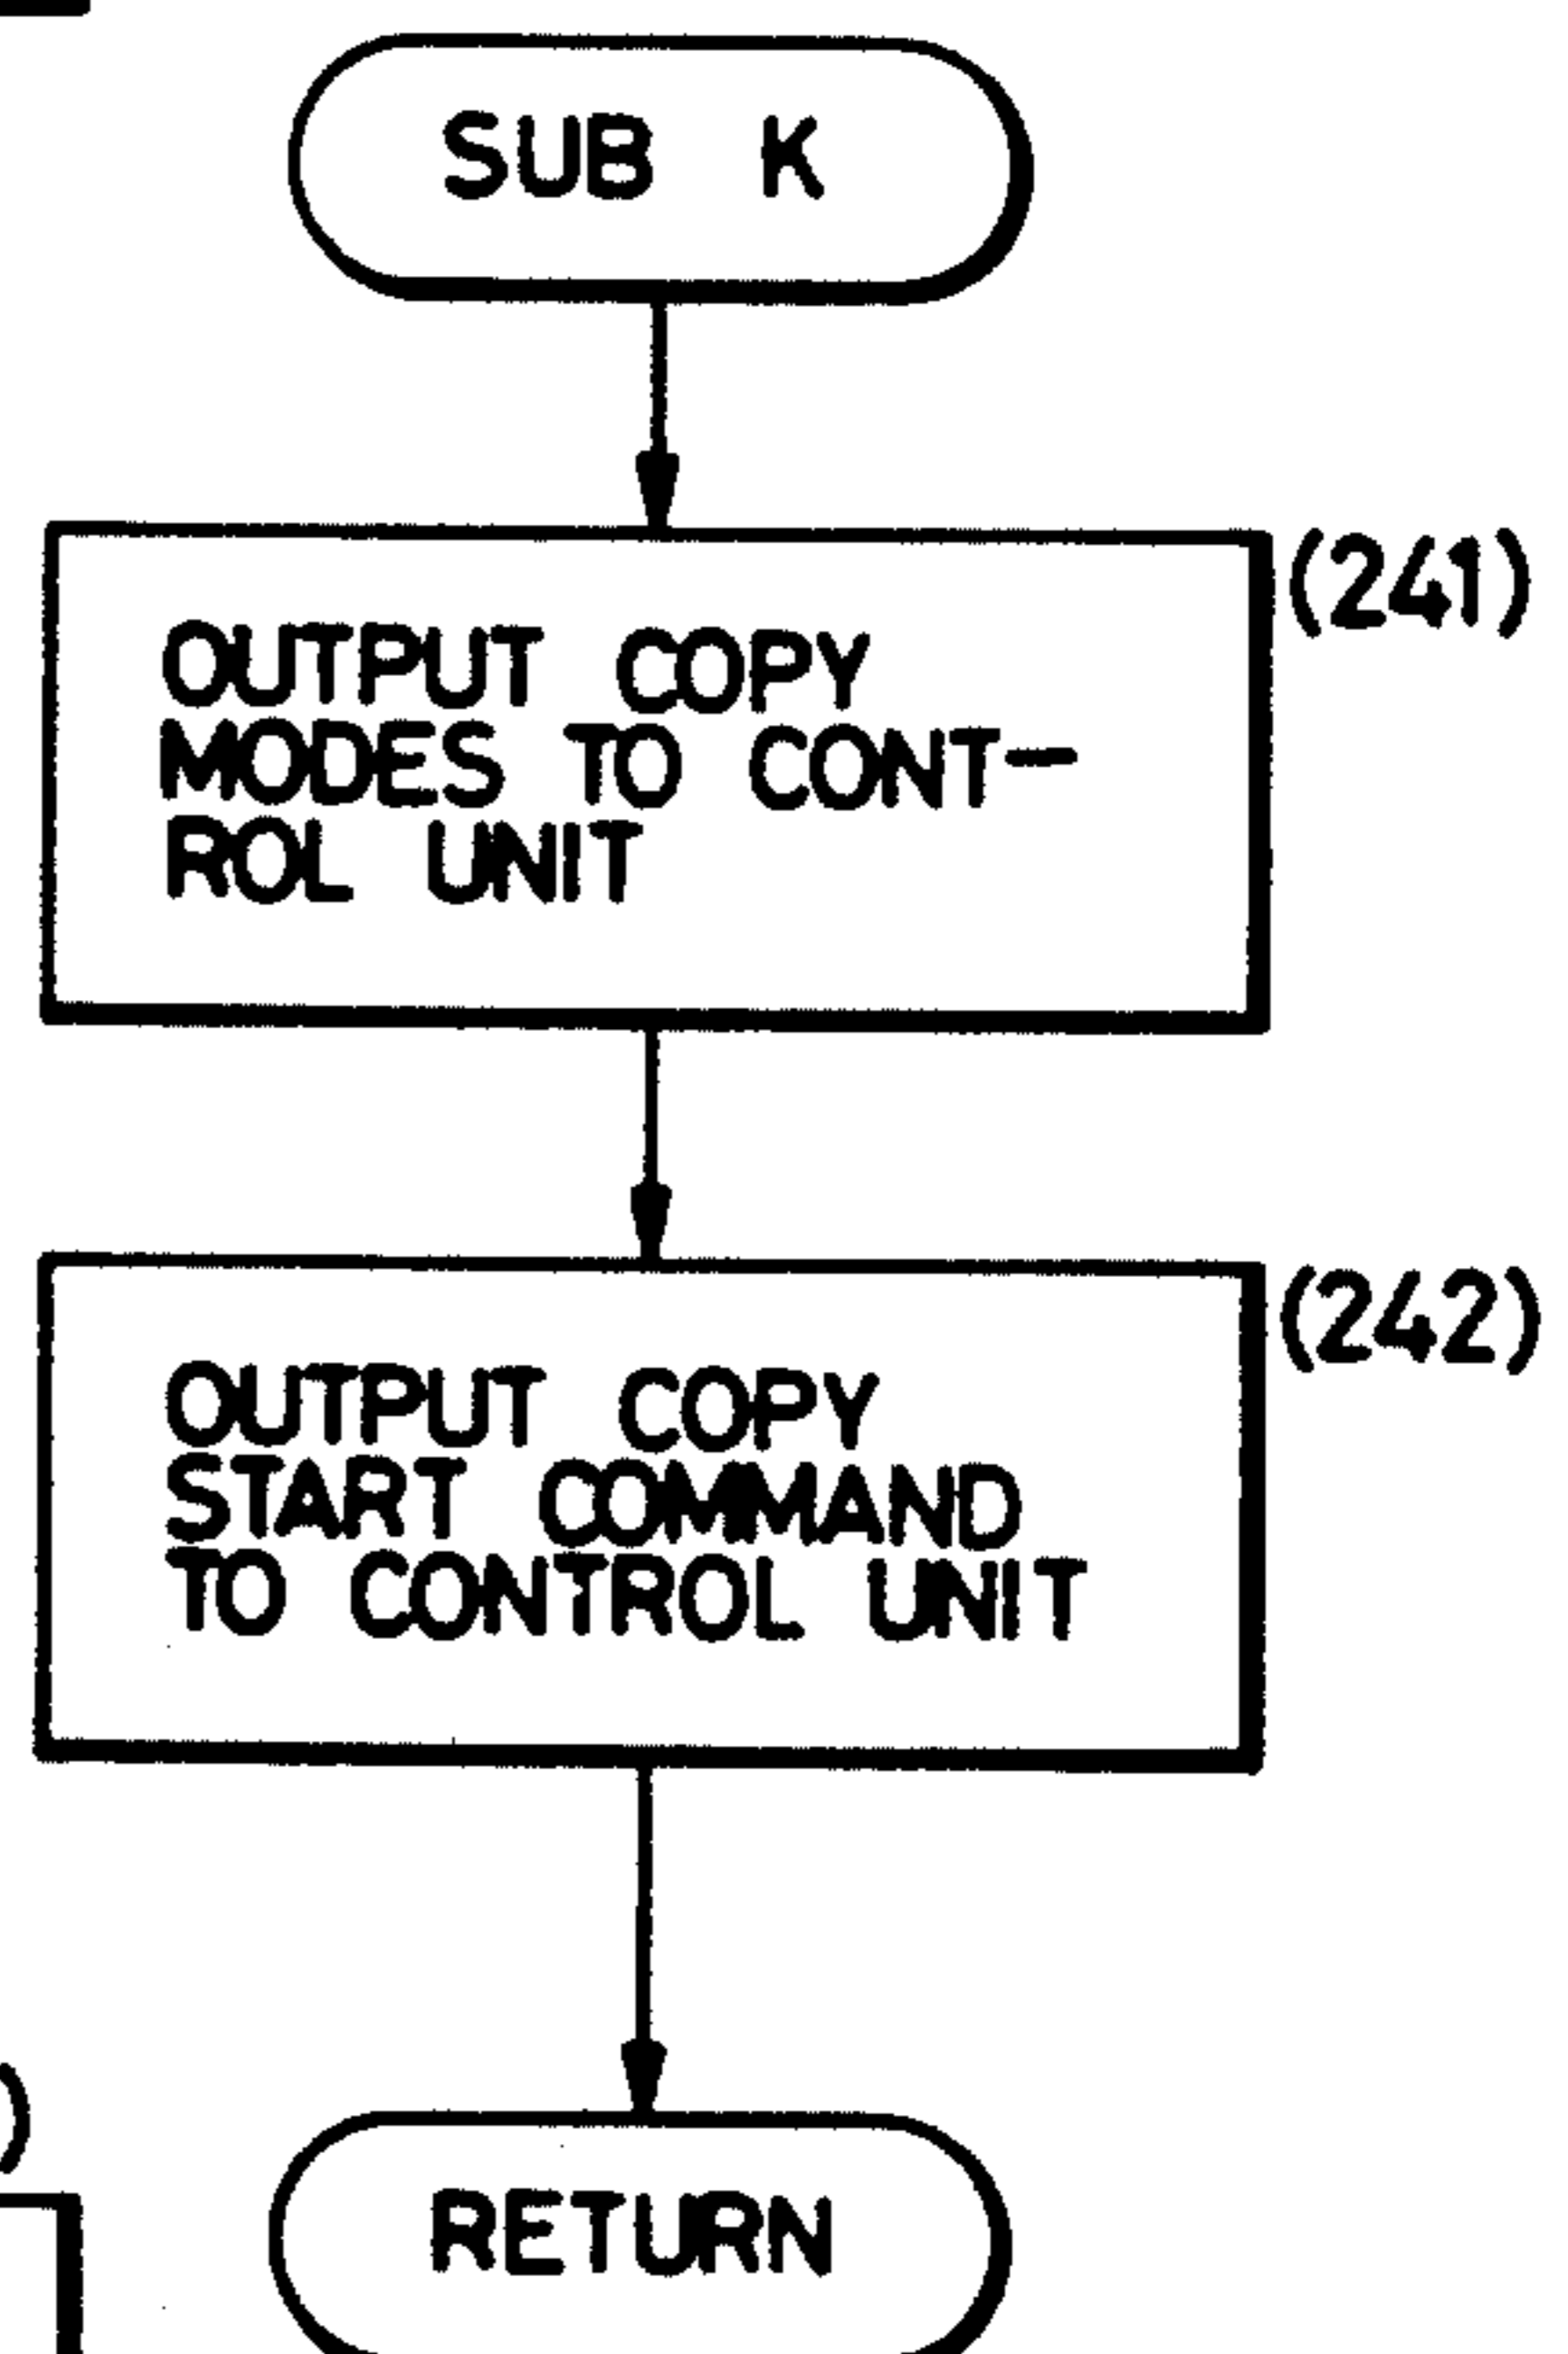 SUB K
(241)
OUTPUT COPY
MODES TO CONT-
ROL UNIT
(242)
OUTPUT COPY
START COMMAND
TO CONTROL UNIT
)
RETURN